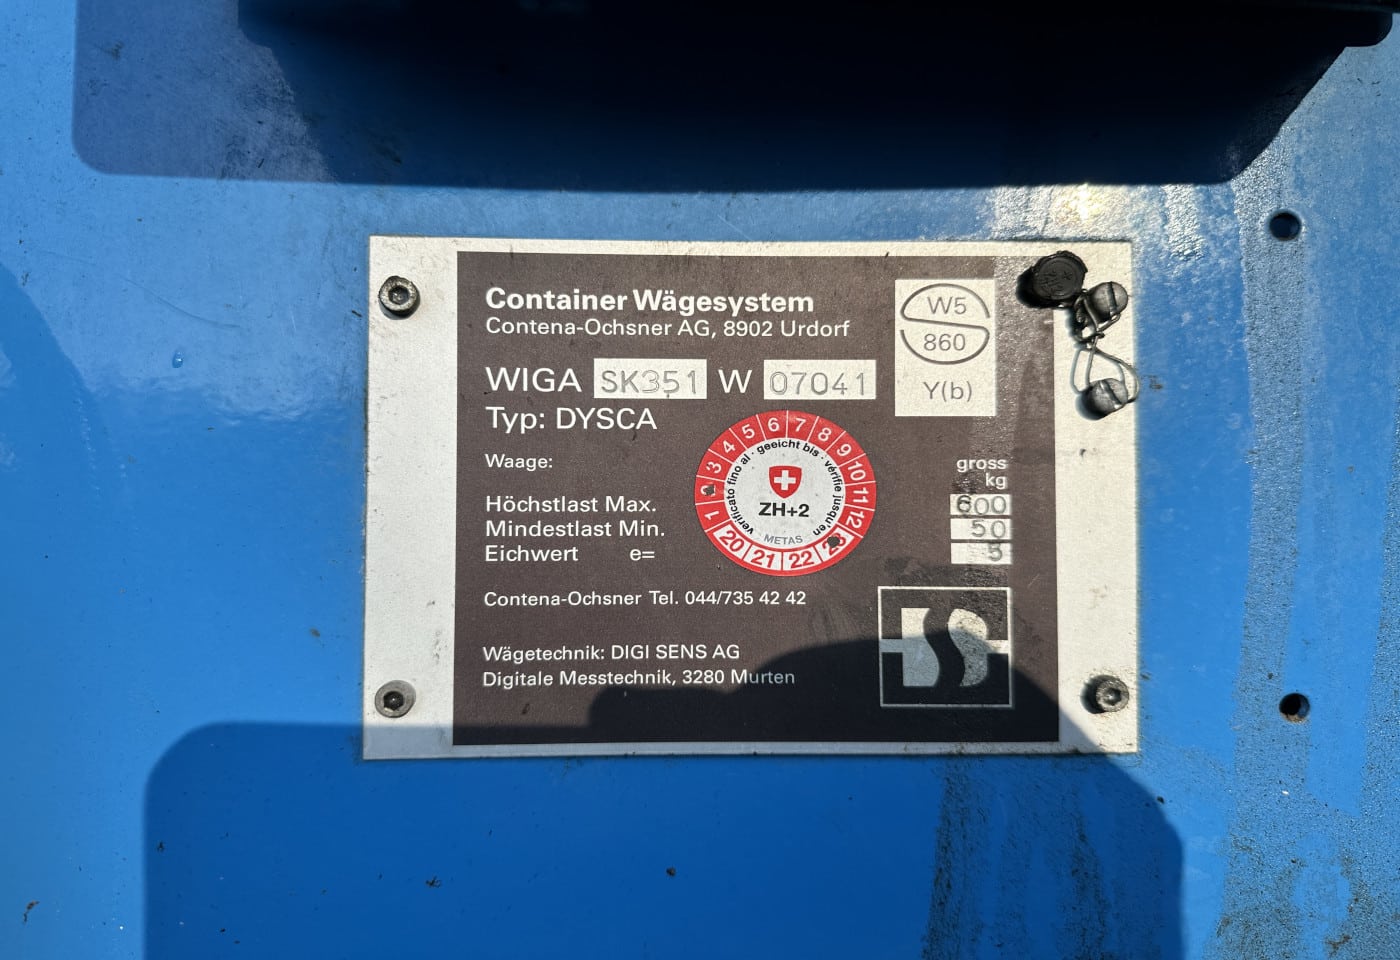 Container Wägesystem
Contena-Ochsner AG, 8902 Urdorf
WIGA SK351 W 07041
Typ: DYSCA
W5
860
Y(b)
Waage:
gross
kg
Höchstlast Max. 600
Mindestlast Min. 50
Eichwert e= 5
1 2 3 4 5 6 7 8 9 10 11 12
verificato fino al · geeicht bis · vérifié jusqu'en
ZH+2
METAS
20 21 22 23
Contena-Ochsner Tel. 044/735 42 42
Wägetechnik: DIGI SENS AG
Digitale Messtechnik, 3280 Murten